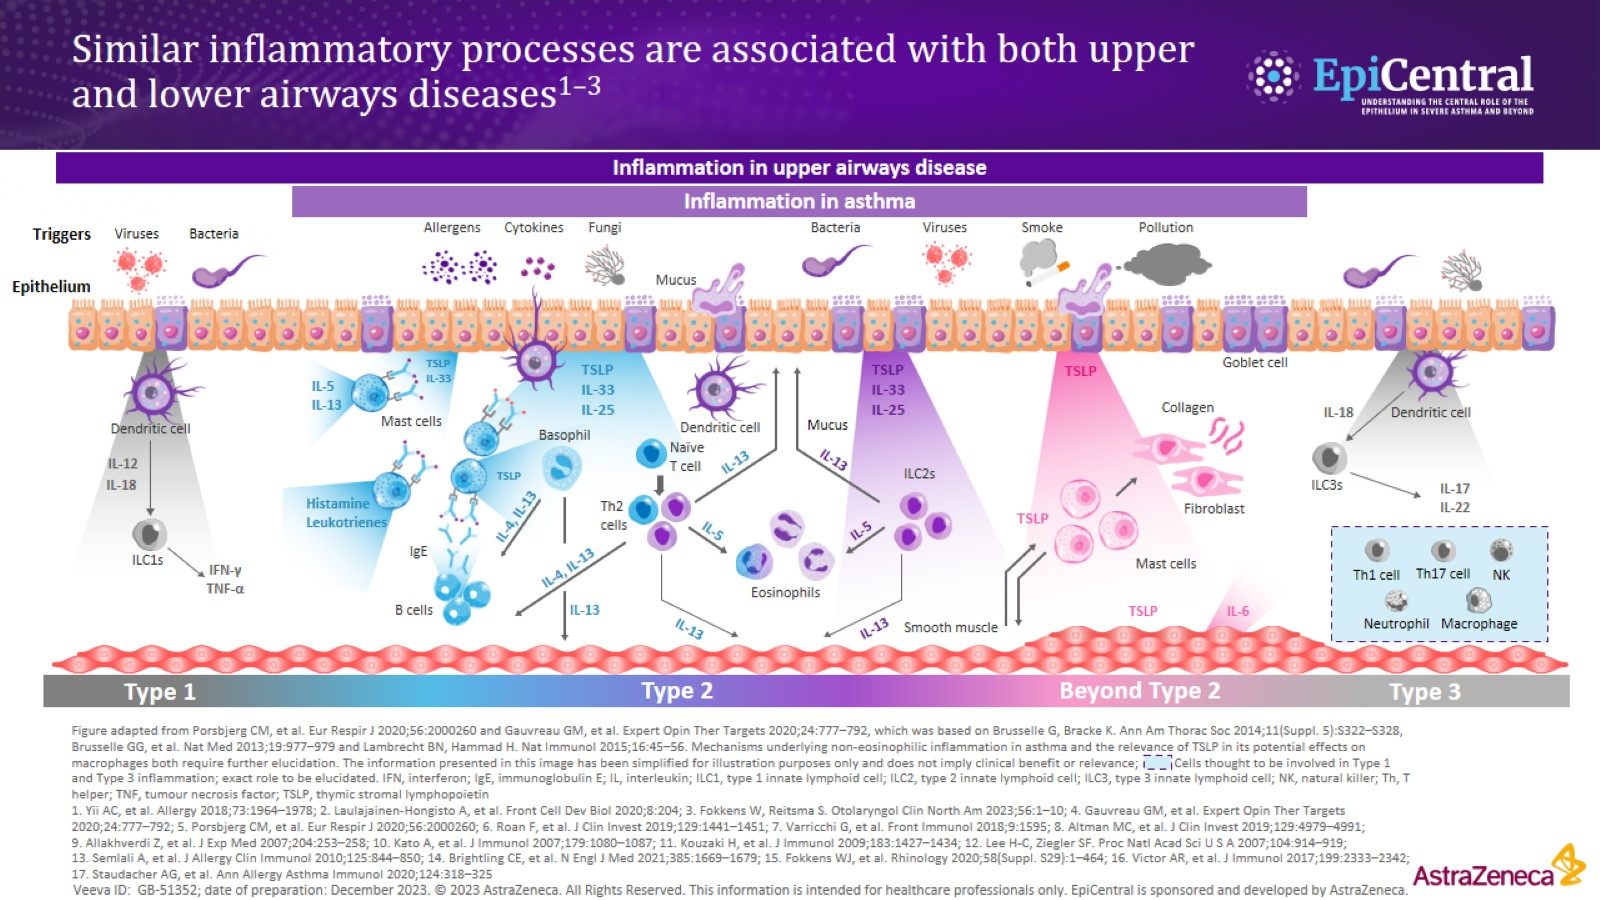 Similar inflammatory processes are associated with both upper
and lower airways diseases1–3
EpiCentral
UNDERSTANDING THE CENTRAL ROLE OF THE
EPITHELIUM IN SEVERE ASTHMA AND BEYOND
Inflammation in upper airways disease
Inflammation in asthma
Triggers
Viruses
Bacteria
Allergens
Cytokines
Fungi
Bacteria
Viruses
Smoke
Pollution
Epithelium
Mucus
Goblet cell
Dendritic cell
IL-12
IL-18
ILC1s
IFN-γ
TNF-α
IL-5
IL-13
TSLP
IL-33
Mast cells
Histamine
Leukotrienes
TSLP
IgE
B cells
Basophil
IL-4, IL-13
IL-4, IL-13
IL-13
TSLP
IL-33
IL-25
Dendritic cell
Naïve
T cell
Th2
cells
IL-13
IL-5
IL-13
Mucus
IL-13
Eosinophils
TSLP
IL-33
IL-25
ILC2s
IL-5
IL-13
Smooth muscle
TSLP
TSLP
Mast cells
Collagen
Fibroblast
TSLP
IL-6
IL-18
Dendritic cell
ILC3s
IL-17
IL-22
Th1 cell
Th17 cell
NK
Neutrophil
Macrophage
Type 1
Type 2
Beyond Type 2
Type 3
Figure adapted from Porsbjerg CM, et al. Eur Respir J 2020;56:2000260 and Gauvreau GM, et al. Expert Opin Ther Targets 2020;24:777–792, which was based on Brusselle G, Bracke K. Ann Am Thorac Soc 2014;11(Suppl. 5):S322–S328,
Brusselle GG, et al. Nat Med 2013;19:977–979 and Lambrecht BN, Hammad H. Nat Immunol 2015;16:45–56. Mechanisms underlying non-eosinophilic inflammation in asthma and the relevance of TSLP in its potential effects on
macrophages both require further elucidation. The information presented in this image has been simplified for illustration purposes only and does not imply clinical benefit or relevance; Cells thought to be involved in Type 1
and Type 3 inflammation; exact role to be elucidated. IFN, interferon; IgE, immunoglobulin E; IL, interleukin; ILC1, type 1 innate lymphoid cell; ILC2, type 2 innate lymphoid cell; ILC3, type 3 innate lymphoid cell; NK, natural killer; Th, T
helper; TNF, tumour necrosis factor; TSLP, thymic stromal lymphopoietin
1. Yii AC, et al. Allergy 2018;73:1964–1978; 2. Laulajainen-Hongisto A, et al. Front Cell Dev Biol 2020;8:204; 3. Fokkens W, Reitsma S. Otolaryngol Clin North Am 2023;56:1–10; 4. Gauvreau GM, et al. Expert Opin Ther Targets
2020;24:777–792; 5. Porsbjerg CM, et al. Eur Respir J 2020;56:2000260; 6. Roan F, et al. J Clin Invest 2019;129:1441–1451; 7. Varricchi G, et al. Front Immunol 2018;9:1595; 8. Altman MC, et al. J Clin Invest 2019;129:4979–4991;
9. Allakhverdi Z, et al. J Exp Med 2007;204:253–258; 10. Kato A, et al. J Immunol 2007;179:1080–1087; 11. Kouzaki H, et al. J Immunol 2009;183:1427–1434; 12. Lee H-C, Ziegler SF. Proc Natl Acad Sci U S A 2007;104:914–919;
13. Semlali A, et al. J Allergy Clin Immunol 2010;125:844–850; 14. Brightling CE, et al. N Engl J Med 2021;385:1669–1679; 15. Fokkens WJ, et al. Rhinology 2020;58(Suppl. S29):1–464; 16. Victor AR, et al. J Immunol 2017;199:2333–2342;
17. Staudacher AG, et al. Ann Allergy Asthma Immunol 2020;124:318–325
Veeva ID: GB-51352; date of preparation: December 2023. © 2023 AstraZeneca. All Rights Reserved. This information is intended for healthcare professionals only. EpiCentral is sponsored and developed by AstraZeneca.
AstraZeneca